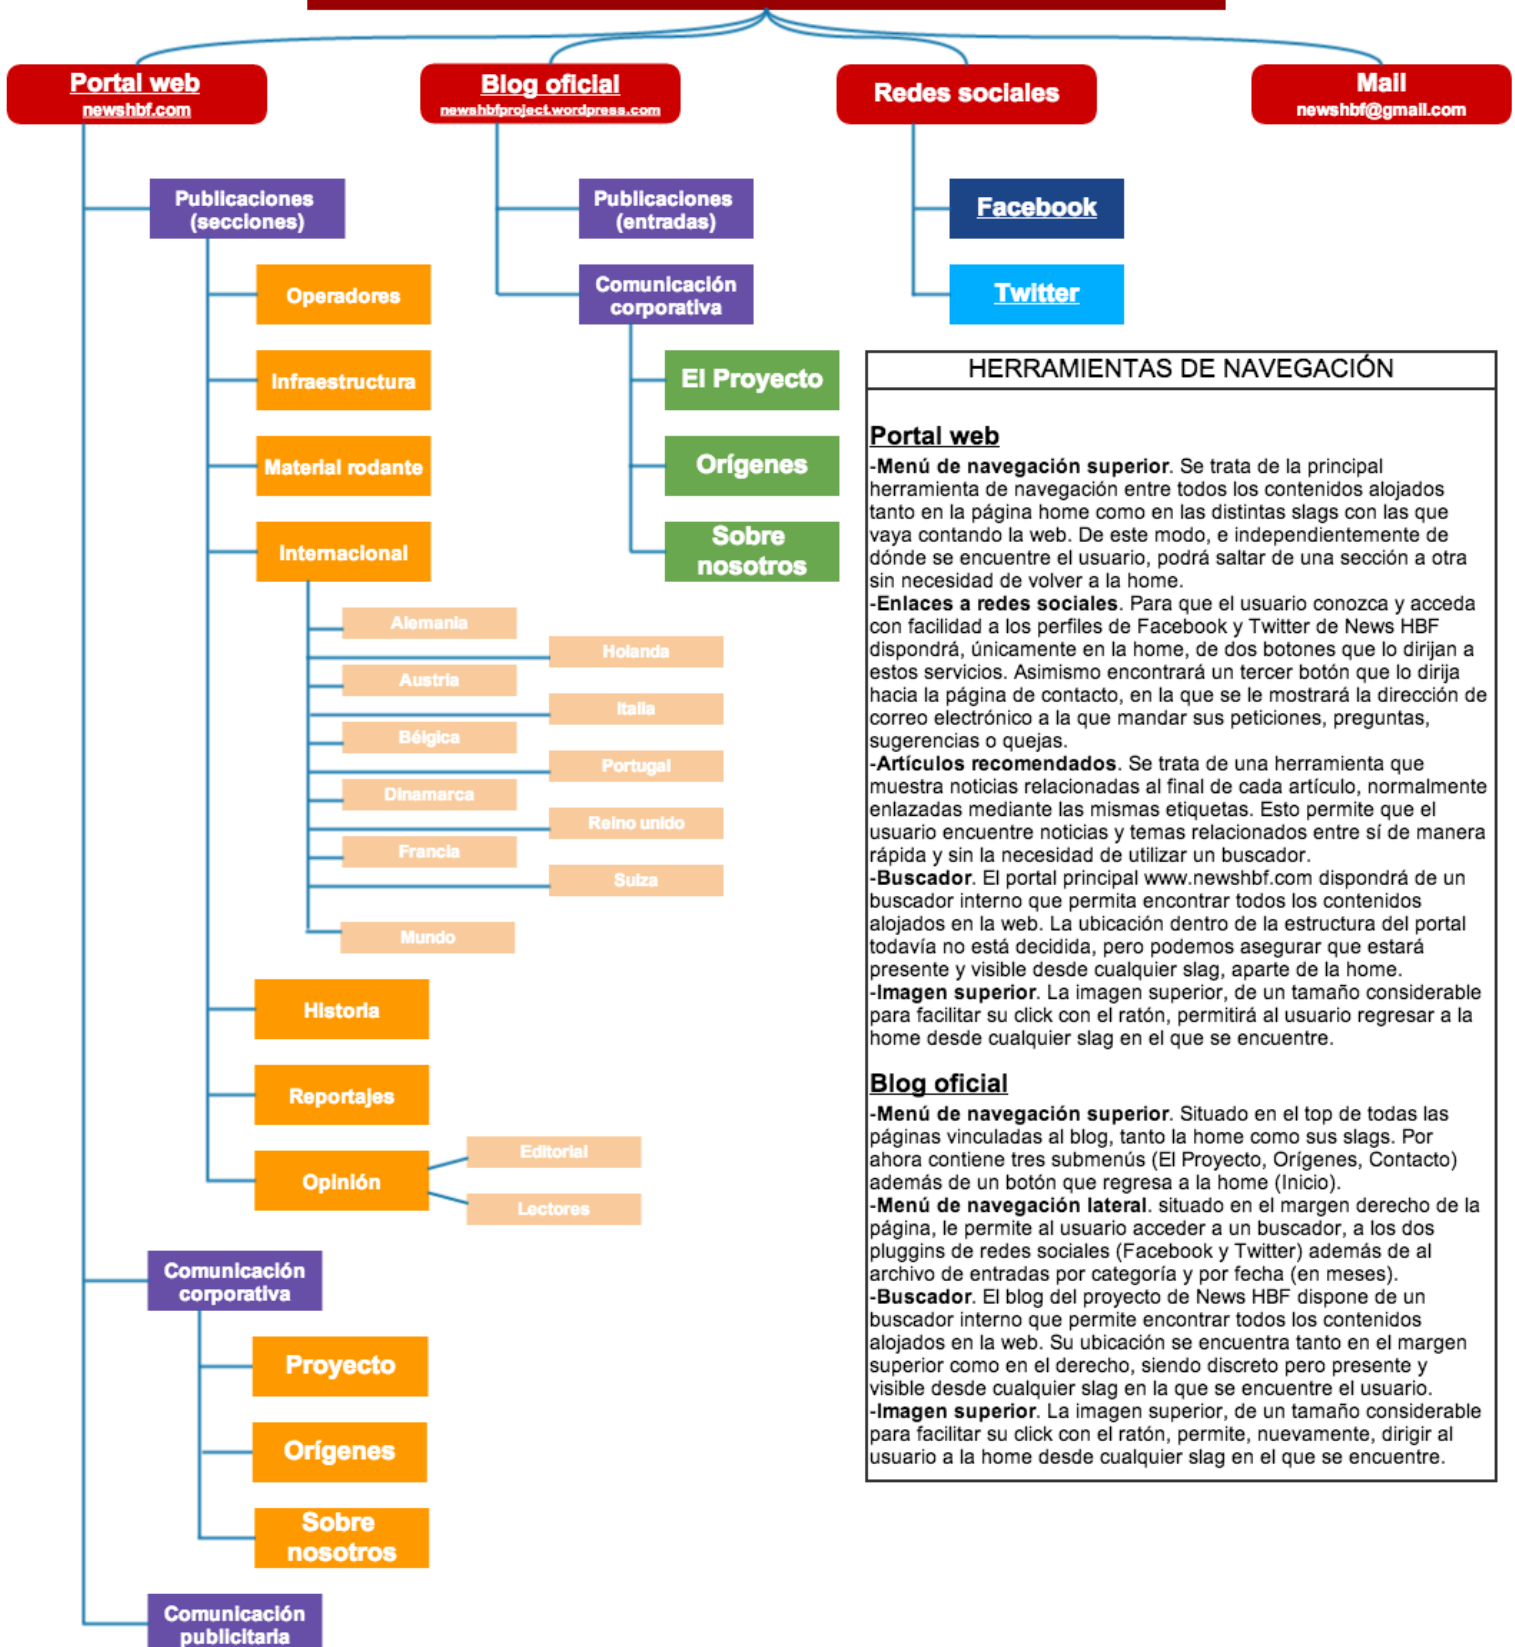 Portal web
newshbf.com
Blog oficial
newshbfproject.wordpress.com
Redes sociales
Mail
newshbf@gmail.com
Publicaciones
(secciones)
Operadores
Infraestructura
Material rodante
Internacional
Alemania
Holanda
Austria
Italia
Bélgica
Portugal
Dinamarca
Reino unido
Francia
Suiza
Mundo
Historia
Reportajes
Opinión
Editorial
Lectores
Comunicación
corporativa
Proyecto
Orígenes
Sobre
nosotros
Comunicación
publicitaria
Publicaciones
(entradas)
Comunicación
corporativa
El Proyecto
Orígenes
Sobre
nosotros
Facebook
Twitter
HERRAMIENTAS DE NAVEGACIÓN
Portal web
-Menú de navegación superior. Se trata de la principal
herramienta de navegación entre todos los contenidos alojados
tanto en la página home como en las distintas slags con las que
vaya contando la web. De este modo, e independientemente de
dónde se encuentre el usuario, podrá saltar de una sección a otra
sin necesidad de volver a la home.
-Enlaces a redes sociales. Para que el usuario conozca y acceda
con facilidad a los perfiles de Facebook y Twitter de News HBF
dispondrá, únicamente en la home, de dos botones que lo dirijan a
estos servicios. Asimismo encontrará un tercer botón que lo dirija
hacia la página de contacto, en la que se le mostrará la dirección de
correo electrónico a la que mandar sus peticiones, preguntas,
sugerencias o quejas.
-Artículos recomendados. Se trata de una herramienta que
muestra noticias relacionadas al final de cada artículo, normalmente
enlazadas mediante las mismas etiquetas. Esto permite que el
usuario encuentre noticias y temas relacionados entre sí de manera
rápida y sin la necesidad de utilizar un buscador.
-Buscador. El portal principal www.newshbf.com dispondrá de un
buscador interno que permita encontrar todos los contenidos
alojados en la web. La ubicación dentro de la estructura del portal
todavía no está decidida, pero podemos asegurar que estará
presente y visible desde cualquier slag, aparte de la home.
-Imagen superior. La imagen superior, de un tamaño considerable
para facilitar su click con el ratón, permitirá al usuario regresar a la
home desde cualquier slag en el que se encuentre.
Blog oficial
-Menú de navegación superior. Situado en el top de todas las
páginas vinculadas al blog, tanto la home como sus slags. Por
ahora contiene tres submenús (El Proyecto, Orígenes, Contacto)
además de un botón que regresa a la home (Inicio).
-Menú de navegación lateral. situado en el margen derecho de la
página, le permite al usuario acceder a un buscador, a los dos
pluggins de redes sociales (Facebook y Twitter) además de al
archivo de entradas por categoría y por fecha (en meses).
-Buscador. El blog del proyecto de News HBF dispone de un
buscador interno que permite encontrar todos los contenidos
alojados en la web. Su ubicación se encuentra tanto en el margen
superior como en el derecho, siendo discreto pero presente y
visible desde cualquier slag en la que se encuentre el usuario.
-Imagen superior. La imagen superior, de un tamaño considerable
para facilitar su click con el ratón, permite, nuevamente, dirigir al
usuario a la home desde cualquier slag en el que se encuentre.